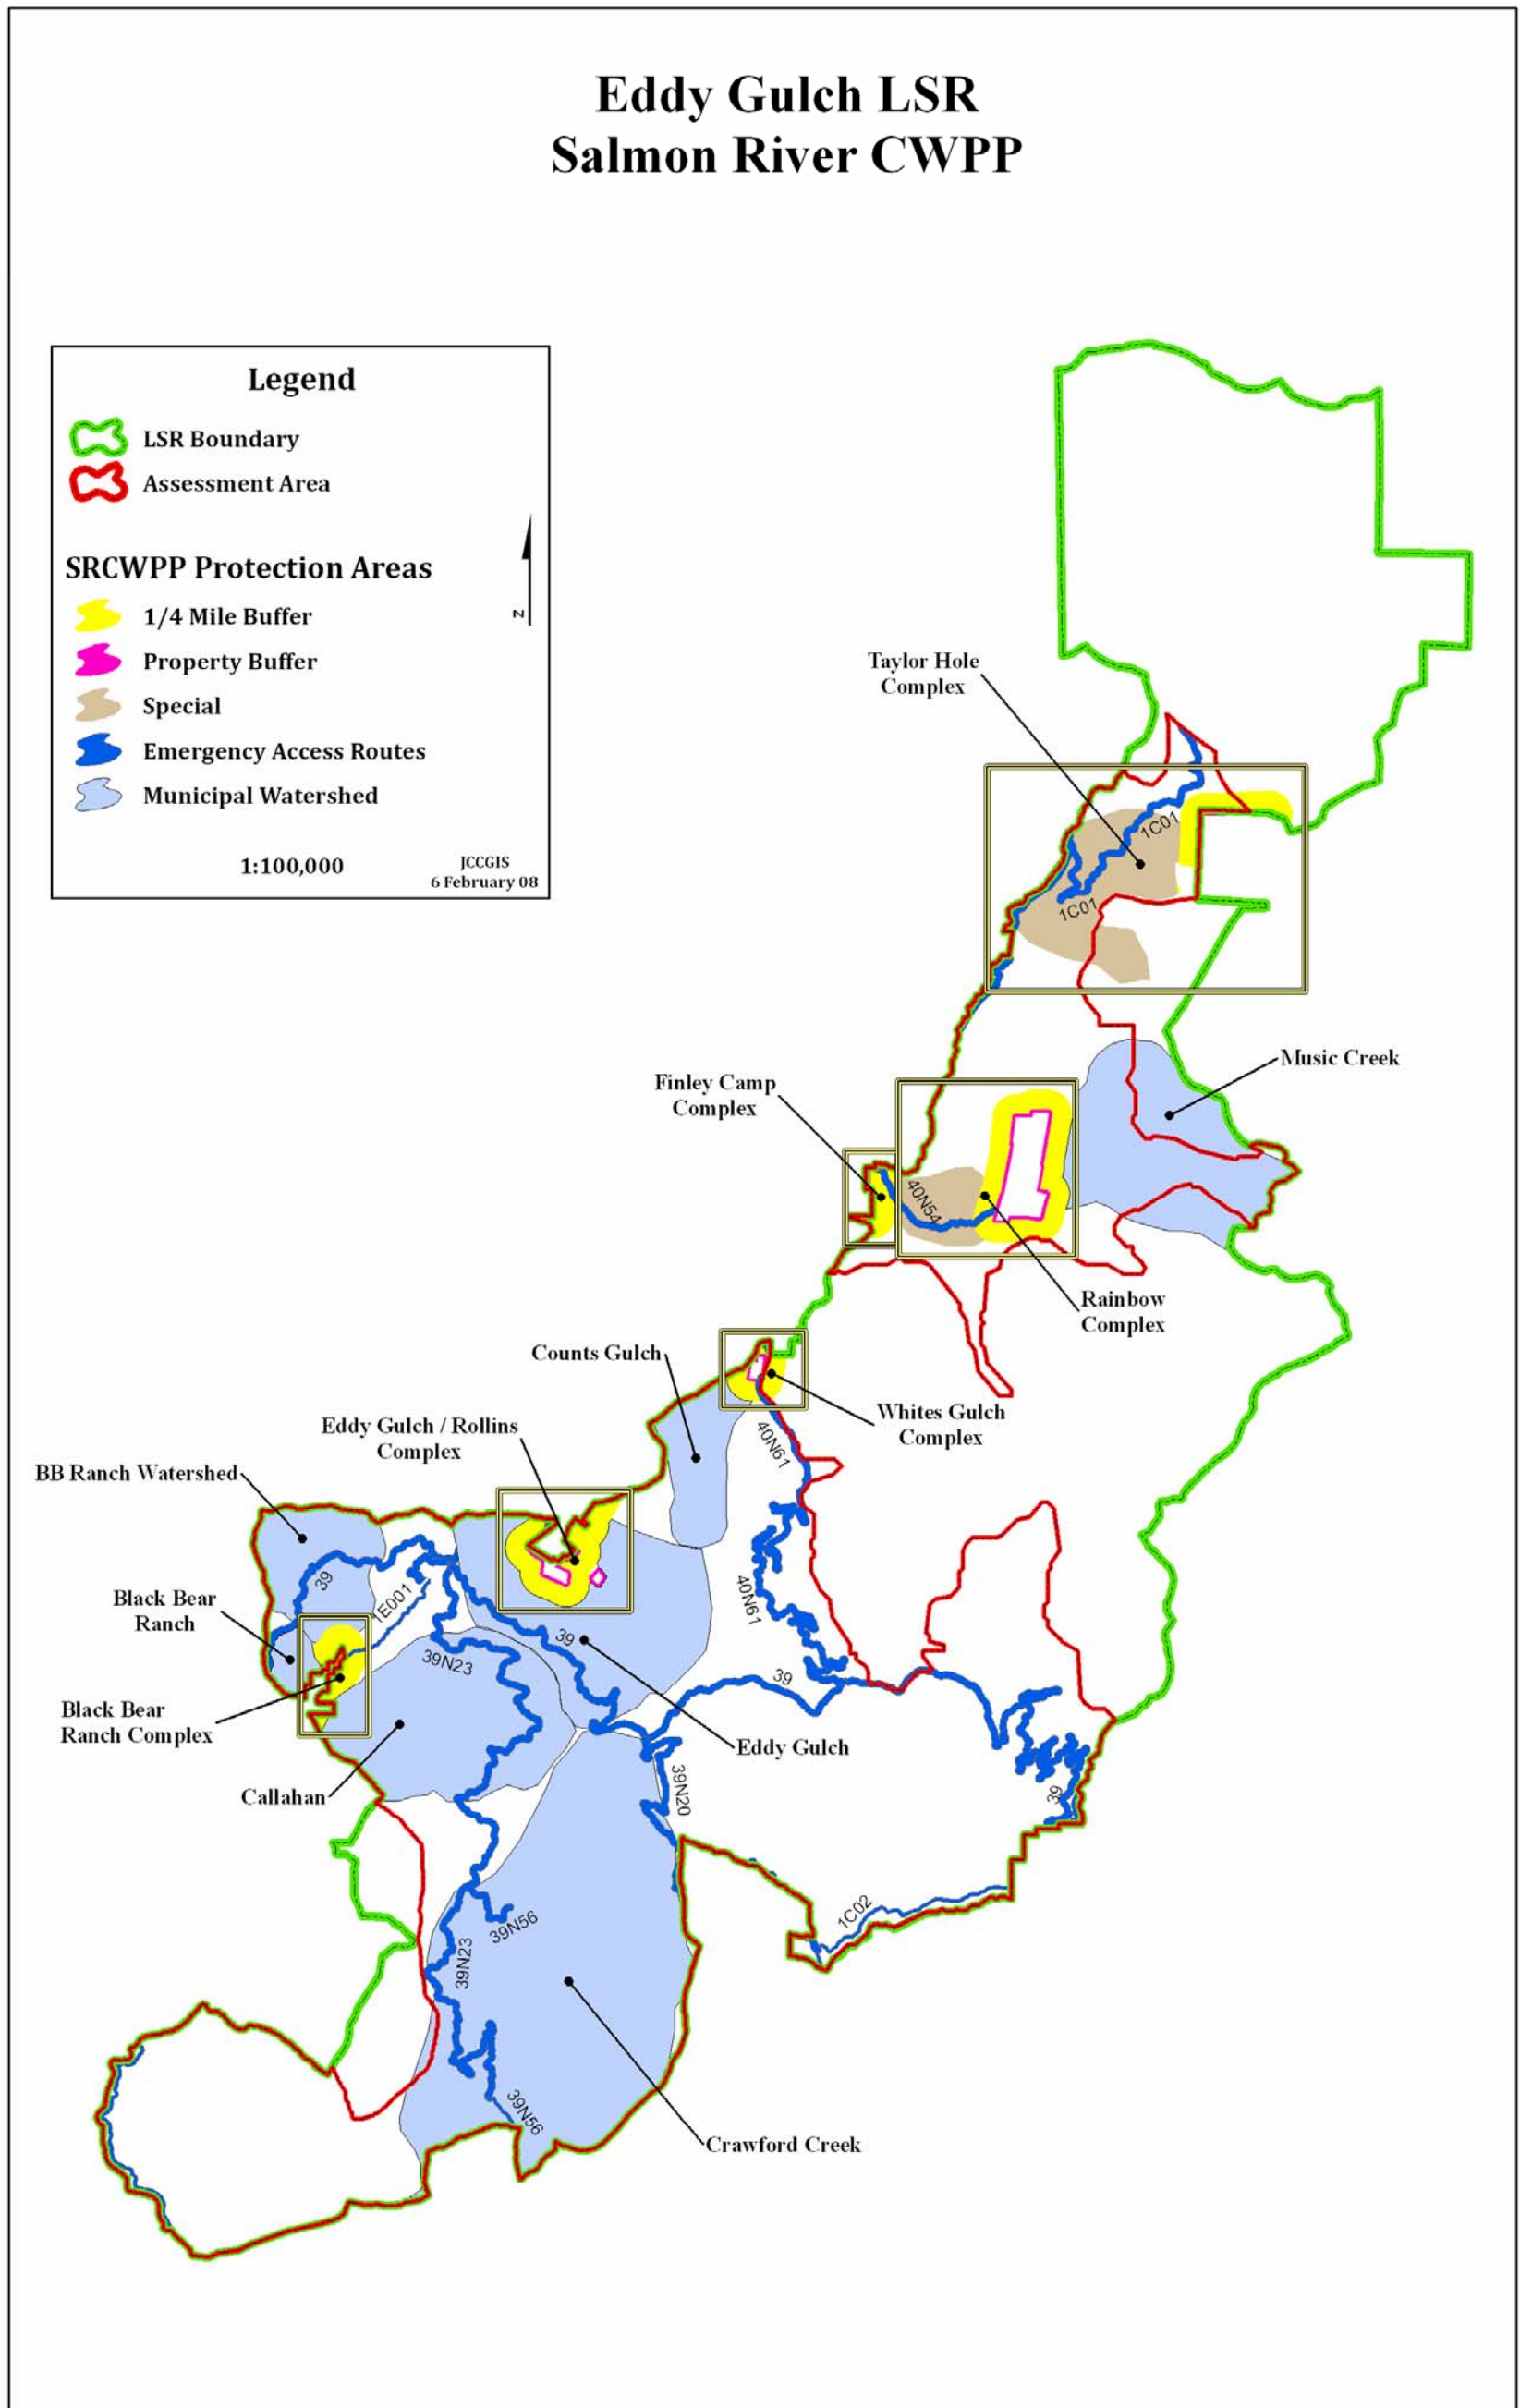 Eddy Gulch LSR
Salmon River CWPP
Legend
LSR Boundary
Assessment Area
SRCWPP Protection Areas
1/4 Mile Buffer
Property Buffer
Special
Emergency Access Routes
Municipal Watershed
N
1:100,000
JCCGIS
6 February 08
Taylor Hole
Complex
1C01
1C01
Music Creek
Finley Camp
Complex
40N54
Rainbow
Complex
Counts Gulch
Whites Gulch
Complex
40N61
Eddy Gulch / Rollins
Complex
BB Ranch Watershed
39
1E001
Black Bear
Ranch
40N61
39
39N23
39
Black Bear
Ranch Complex
Eddy Gulch
Callahan
39N20
39
1C02
39N56
39N23
39N56
Crawford Creek